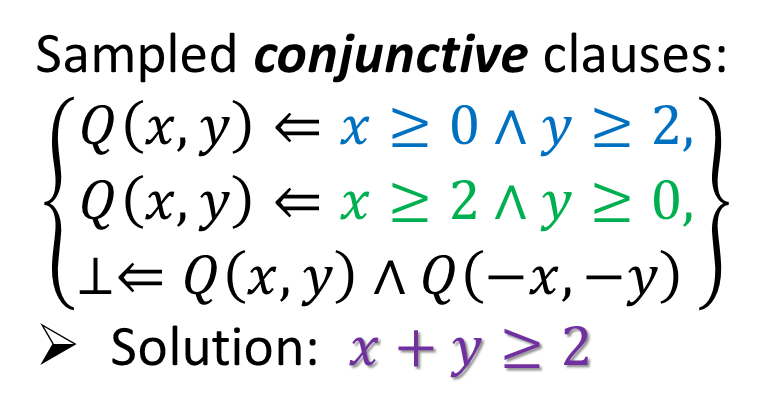 Sampled conjunctive clauses:
Q(x, y) ⇐ x ≥ 0 ∧ y ≥ 2,
Q(x, y) ⇐ x ≥ 2 ∧ y ≥ 0,
⊥⇐ Q(x, y) ∧ Q(−x, −y)
➢ Solution: x + y ≥ 2